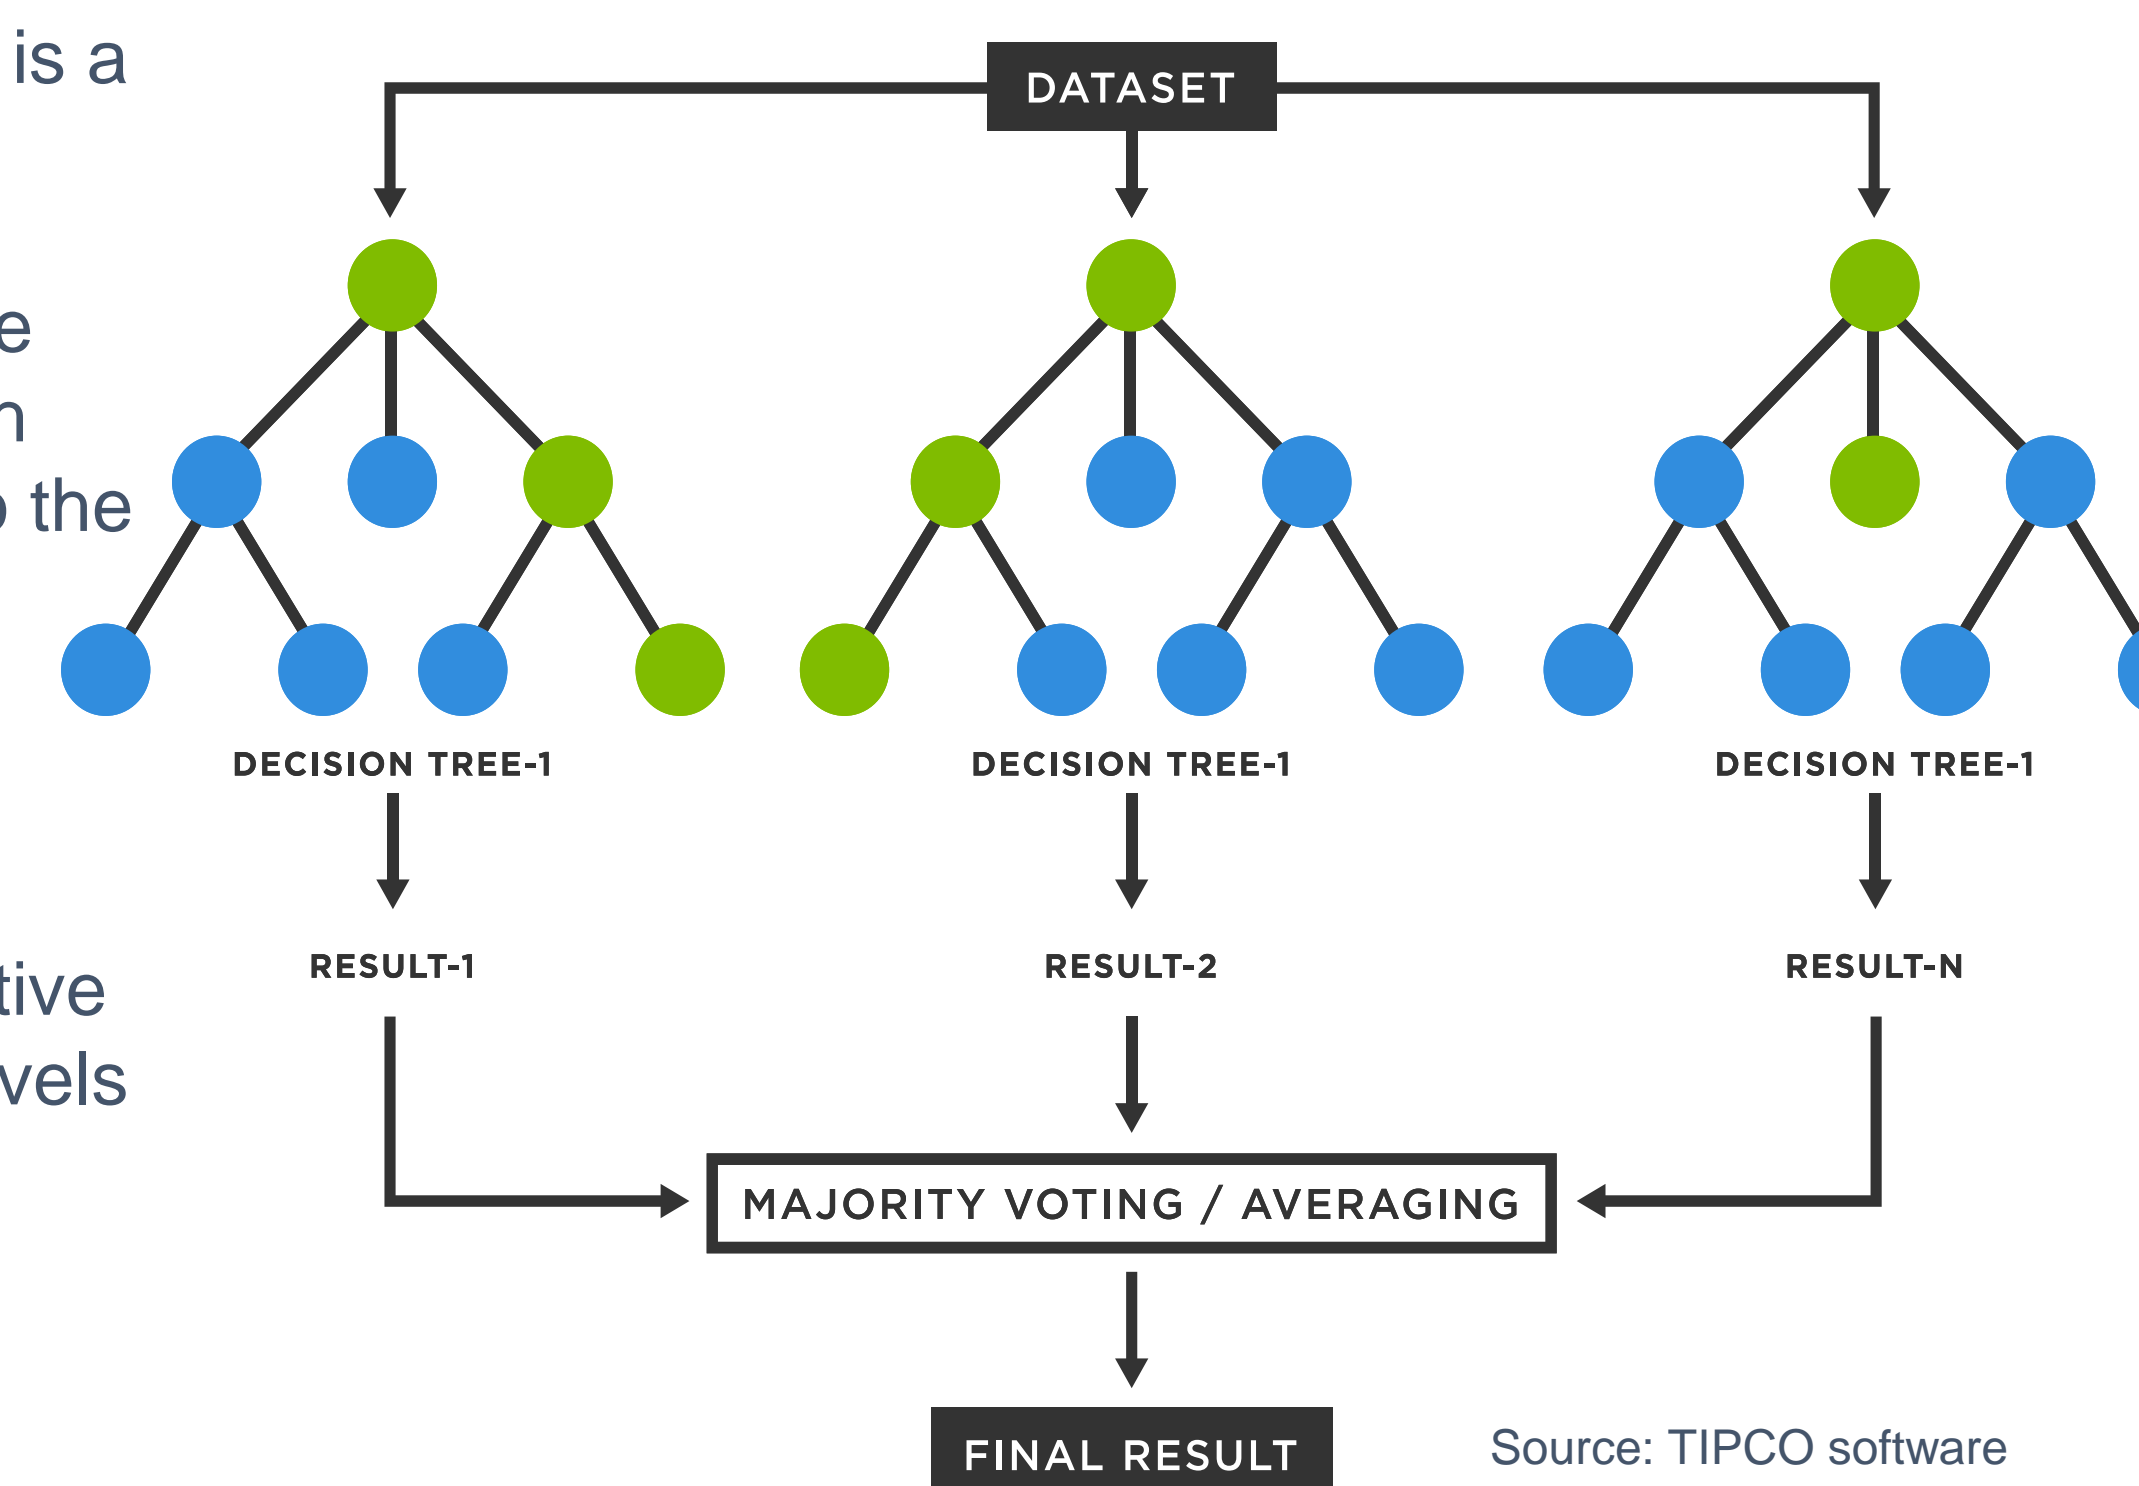 is a
the
vels
DATASET
DECISION TREE-1
DECISION TREE-1
DECISION TREE-1
RESULT-1
RESULT-2
RESULT-N
MAJORITY VOTING / AVERAGING
FINAL RESULT
Source: TIPCO software